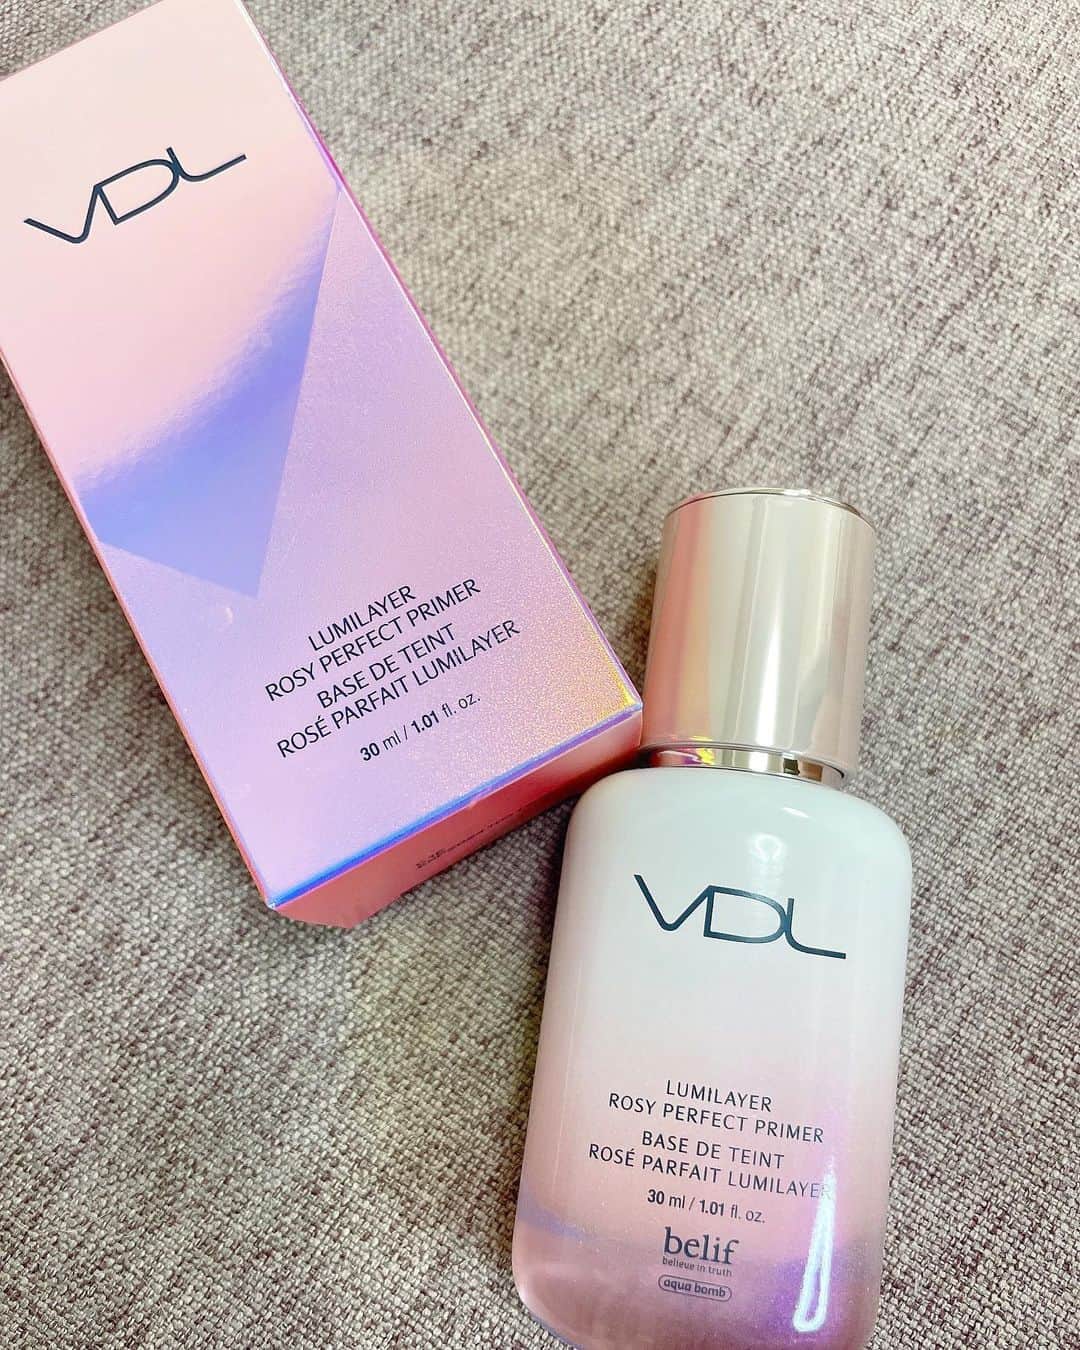 VDL
LUMILAYER
ROSY PERFECT PRIMER
BASE DE TEINT
ROSÉ PARFAIT LUMILAYER
30 ml / 1.01 fl. oz.
VDL
LUMILAYER
ROSY PERFECT PRIMER
BASE DE TEINT
ROSÉ PARFAIT LUMILAYER
30 ml / 1.01 fl. oz.
belif
believe in truth
aqua bomb